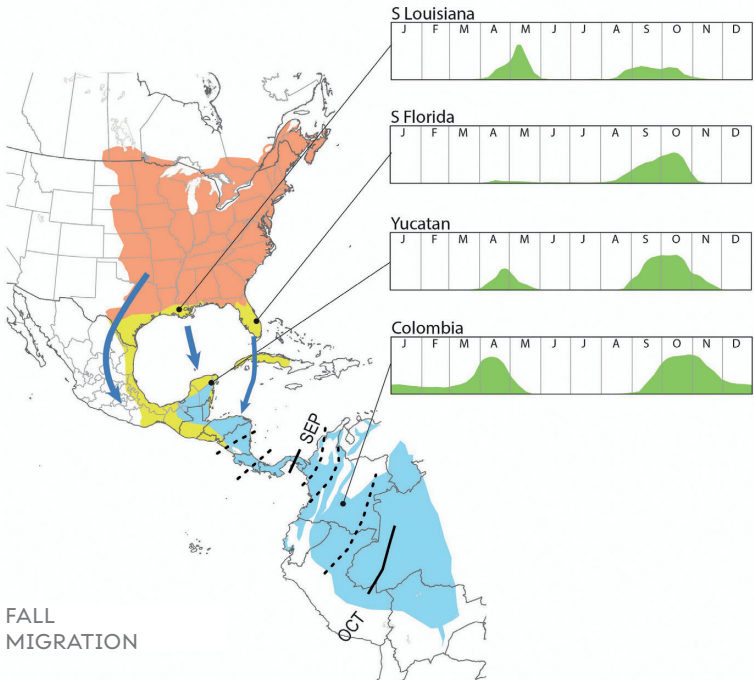 S Louisiana
J F M A M J J A S O N D
S Florida
J F M A M J J A S O N D
Yucatan
J F M A M J J A S O N D
Colombia
J F M A M J J A S O N D
SEP
OCT
FALL
MIGRATION